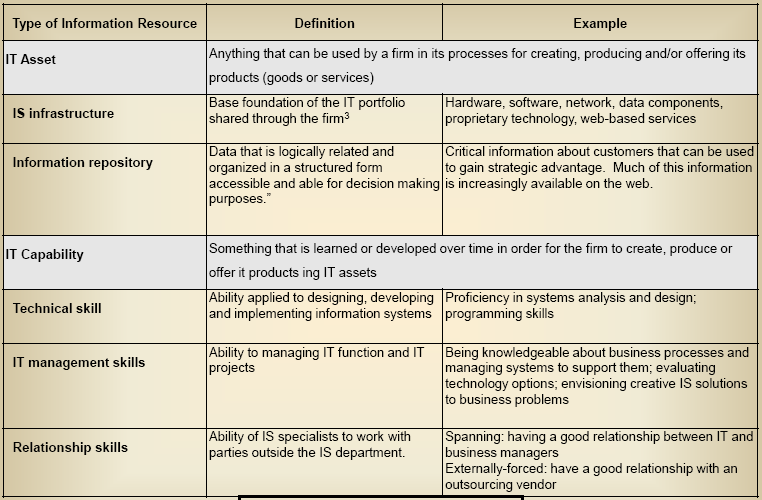 Type of Information Resource
Definition
Example
IT Asset
Anything that can be used by a firm in its processes for creating, producing and/or offering its
products (goods or services)
IS infrastructure
Base foundation of the IT portfolio
shared through the firm³
Hardware, software, network, data components,
proprietary technology, web-based services
Information repository
Data that is logically related and
organized in a structured form
accessible and able for decision making
purposes.”
Critical information about customers that can be used
to gain strategic advantage.  Much of this information
is increasingly available on the web.
IT Capability
Something that is learned or developed over time in order for the firm to create, produce or
offer it products ing IT assets
Technical skill
Ability applied to designing, developing
and implementing information systems
Proficiency in systems analysis and design;
programming skills
IT management skills
Ability to managing IT function and IT
projects
Being knowledgeable about business processes and
managing systems to support them; evaluating
technology options; envisioning creative IS solutions
to business problems
Relationship skills
Ability of IS specialists to work with
parties outside the IS department.
Spanning: having a good relationship between IT and
business managers
Externally-forced: have a good relationship with an
outsourcing vendor